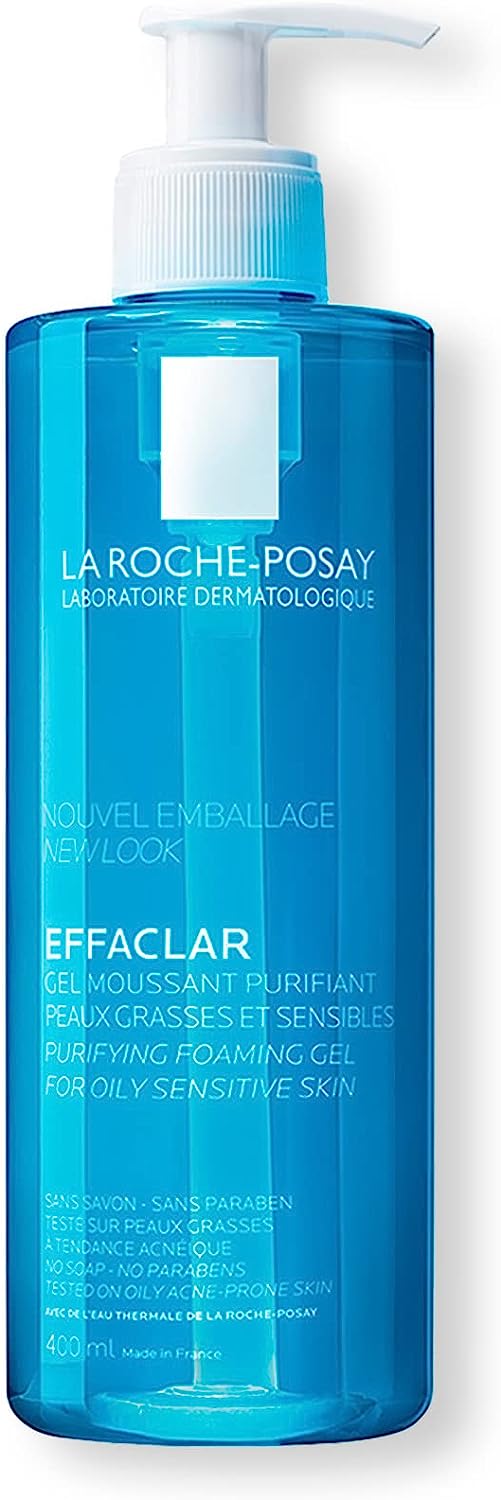 LA ROCHE-POSAY
LABORATOIRE DERMATOLOGIQUE
NOUVEL EMBALLAGE
NEW LOOK
EFFACLAR
GEL MOUSSANT PURIFIANT
PEAUX GRASSES ET SENSIBLES
PURIFYING FOAMING GEL
FOR OILY SENSITIVE SKIN
SANS SAVON - SANS PARABEN
TESTÉ SUR PEAUX GRASSES
À TENDANCE ACNÉIQUE
NO SOAP - NO PARABENS
TESTED ON OILY ACNE-PRONE SKIN
AVEC DE L'EAU THERMALE DE LA ROCHE-POSAY
400 ml Made in France